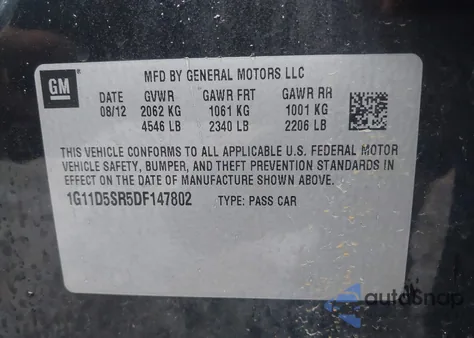 GM
MFD BY GENERAL MOTORS LLC
DATE GVWR GAWR FRT GAWR RR
08/12 2062 KG 1061 KG 1001 KG
4546 LB 2340 LB 2206 LB
THIS VEHICLE CONFORMS TO ALL APPLICABLE U.S. FEDERAL MOTOR
VEHICLE SAFETY, BUMPER, AND THEFT PREVENTION STANDARDS IN
EFFECT ON THE DATE OF MANUFACTURE SHOWN ABOVE.
1G11D5SR5DF147802 TYPE: PASS CAR
autoSnap